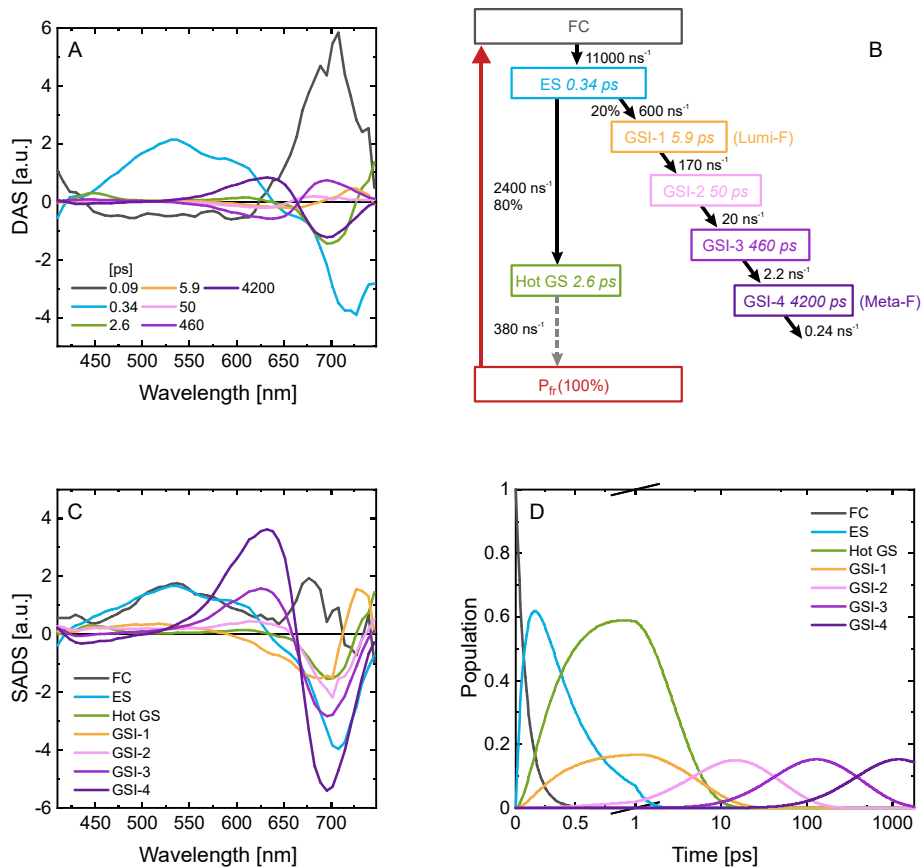 A
6
4
2
0
-2
-4
DAS [a.u.]
[ps]
0.09 5.9 4200
0.34 50
2.6 460
450 500 550 600 650 700
Wavelength [nm]
B
FC
11000 ns-1
ES 0.34 ps
20% 600 ns-1
GSI-1 5.9 ps (Lumi-F)
170 ns-1
2400 ns-1
80%
GSI-2 50 ps
20 ns-1
GSI-3 460 ps
2.2 ns-1
Hot GS 2.6 ps
GSI-4 4200 ps (Meta-F)
380 ns-1
0.24 ns-1
Pfr(100%)
C
4
2
0
-2
-4
-6
SADS [a.u.]
FC
ES
Hot GS
GSI-1
GSI-2
GSI-3
GSI-4
450 500 550 600 650 700
Wavelength [nm]
D
1
0.8
0.6
0.4
0.2
0
Population
FC
ES
Hot GS
GSI-1
GSI-2
GSI-3
GSI-4
0 0.5 1 10 100 1000
Time [ps]